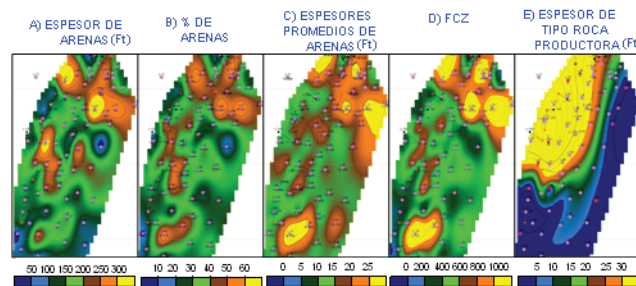 A) ESPESOR DE
ARENAS (Ft)
B) % DE
ARENAS
C) ESPESORES
PROMEDIOS DE
ARENAS (Ft)
D) FCZ
E) ESPESOR DE
TIPO ROCA
PRODUCTORA (Ft)
50 100 150 200 250 300
10 20 30 40 50 60
0 5 10 15 20 25
0 200 400 600 800 1000
5 10 20 30